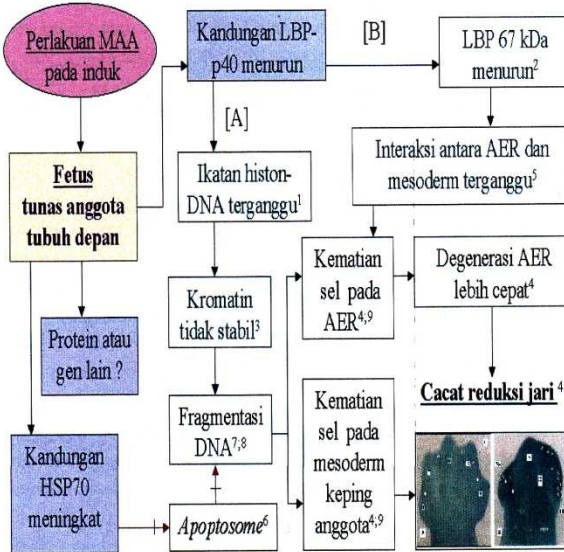 Perlakuan MAA
pada induk
Kandungan LBP-
p40 menurun
[B]
LBP 67 kDa
menurun2
[A]
Fetus
tunas anggota
tubuh depan
Ikatan histon-
DNA terganggu1
Interaksi antara AER dan
mesoderm terganggu5
Kromatin
tidak stabil3
Kematian
sel pada
AER4;9
Degenerasi AER
lebih cepat4
Protein atau
gen lain ?
Fragmentasi
DNA7;8
Kematian
sel pada
mesoderm
keping
anggota4;9
Cacat reduksi jari 4
Kandungan
HSP70
meningkat
Apoptosome6